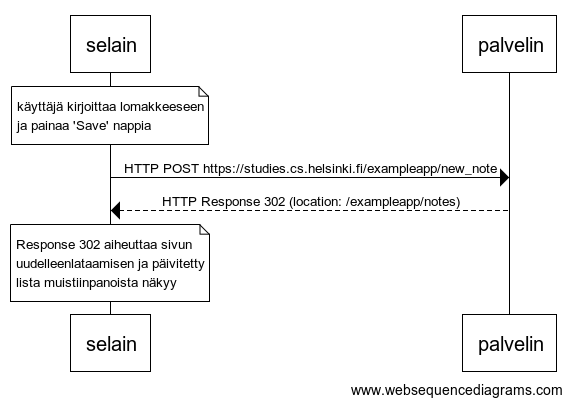 selain
palvelin
käyttäjä kirjoittaa lomakkeeseen
ja painaa 'Save' nappia
HTTP POST https://studies.cs.helsinki.fi/exampleapp/new_note
HTTP Response 302 (location: /exampleapp/notes)
Response 302 aiheuttaa sivun
uudelleenlataamisen ja päivitetty
lista muistiinpanoista näkyy
selain
palvelin
www.websequencediagrams.com